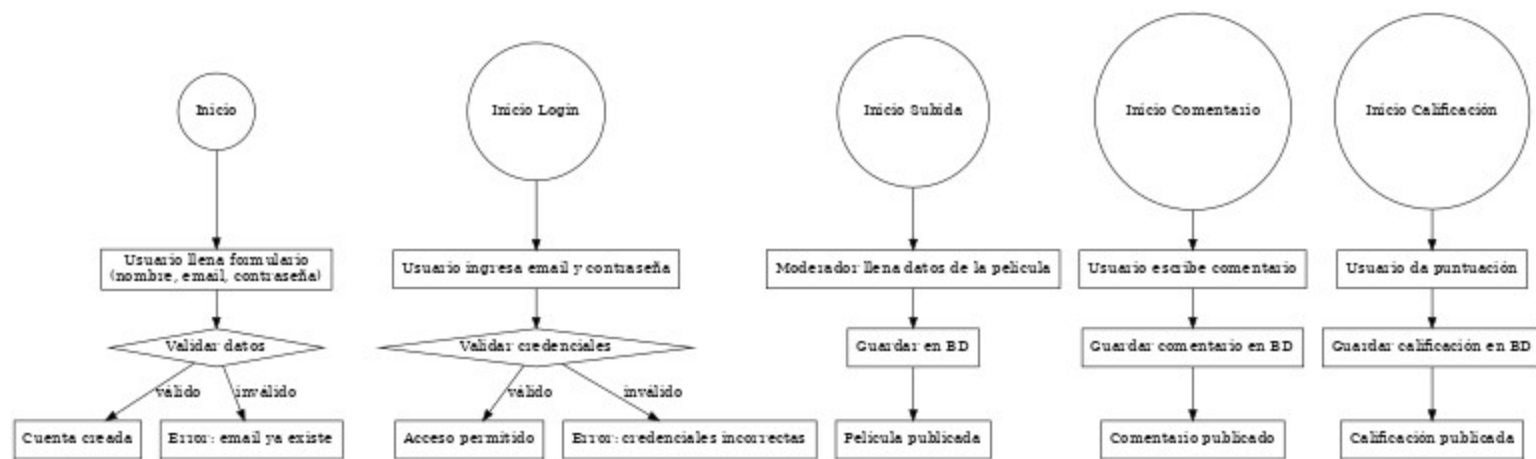 Inicio
Inicio Login
Inicio Subida
Inicio Comentario
Inicio Calificación
Usuario llena formulario
(nombre, email, contraseña)
Usuario ingresa email y contraseña
Moderador llena datos de la película
Usuario escribe comentario
Usuario da puntuación
Validar datos
Validar credenciales
Guardar en BD
Guardar comentario en BD
Guardar calificación en BD
válido
inválido
válido
inválido
Cuenta creada
Error: email ya existe
Acceso permitido
Error: credenciales incorrectas
Película publicada
Comentario publicado
Calificación publicada